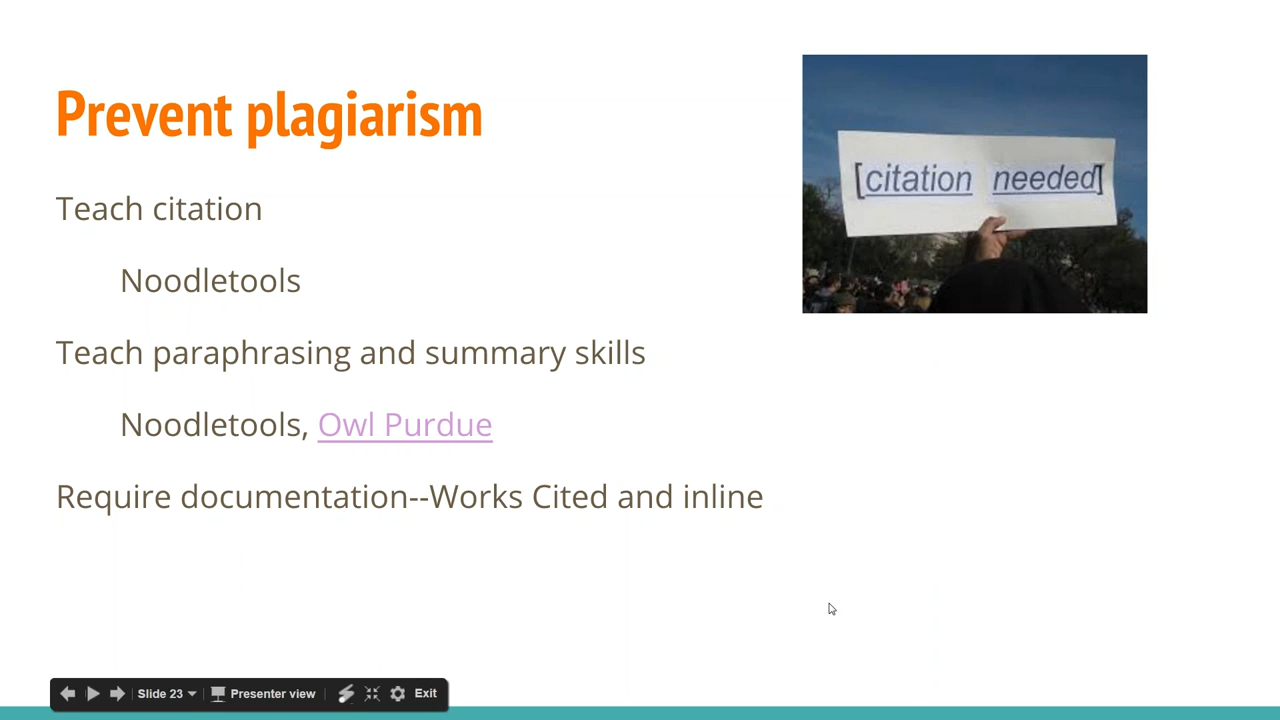 Prevent plagiarism
[citation needed]
Teach citation
Noodletools
Teach paraphrasing and summary skills
Noodletools, Owl Purdue
Require documentation--Works Cited and inline
Slide 23
Presenter view
Exit